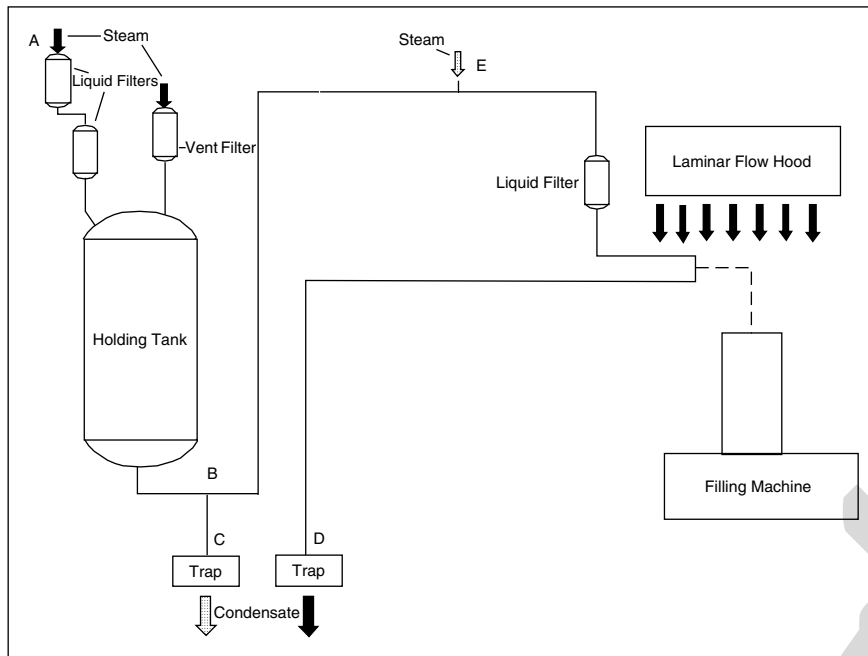 A
Steam
Steam
E
Liquid Filters
Vent Filter
Liquid Filter
Laminar Flow Hood
Holding Tank
B
Filling Machine
C
D
Trap
Trap
Condensate